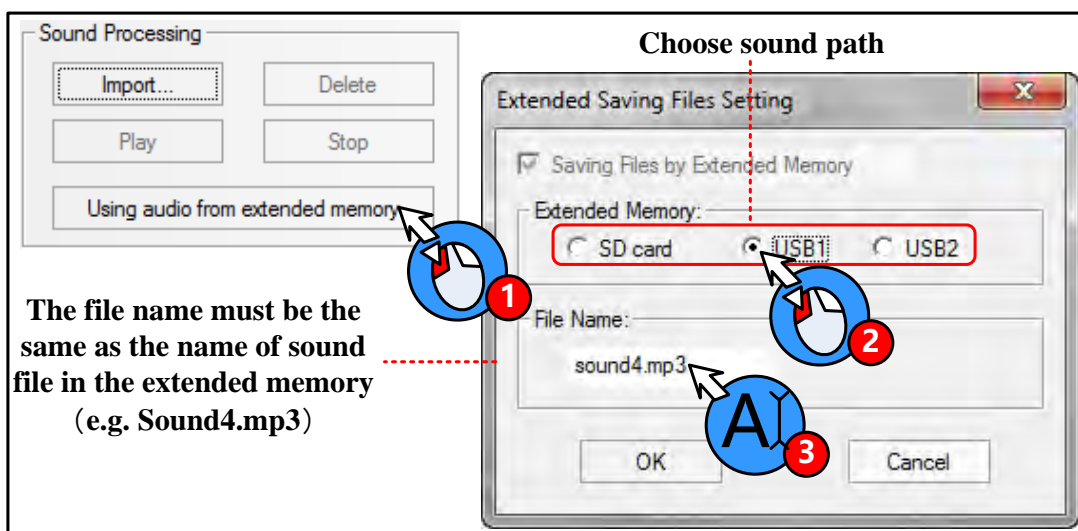 Sound Processing
Import...
Delete
Play
Stop
Using audio from extended memory
1
The file name must be the
same as the name of sound
file in the extended memory
（e.g. Sound4.mp3）
Choose sound path
Extended Saving Files Setting
Saving Files by Extended Memory
Extended Memory:
SD card
USB1
USB2
2
File Name:
sound4.mp3
A
3
OK
Cancel